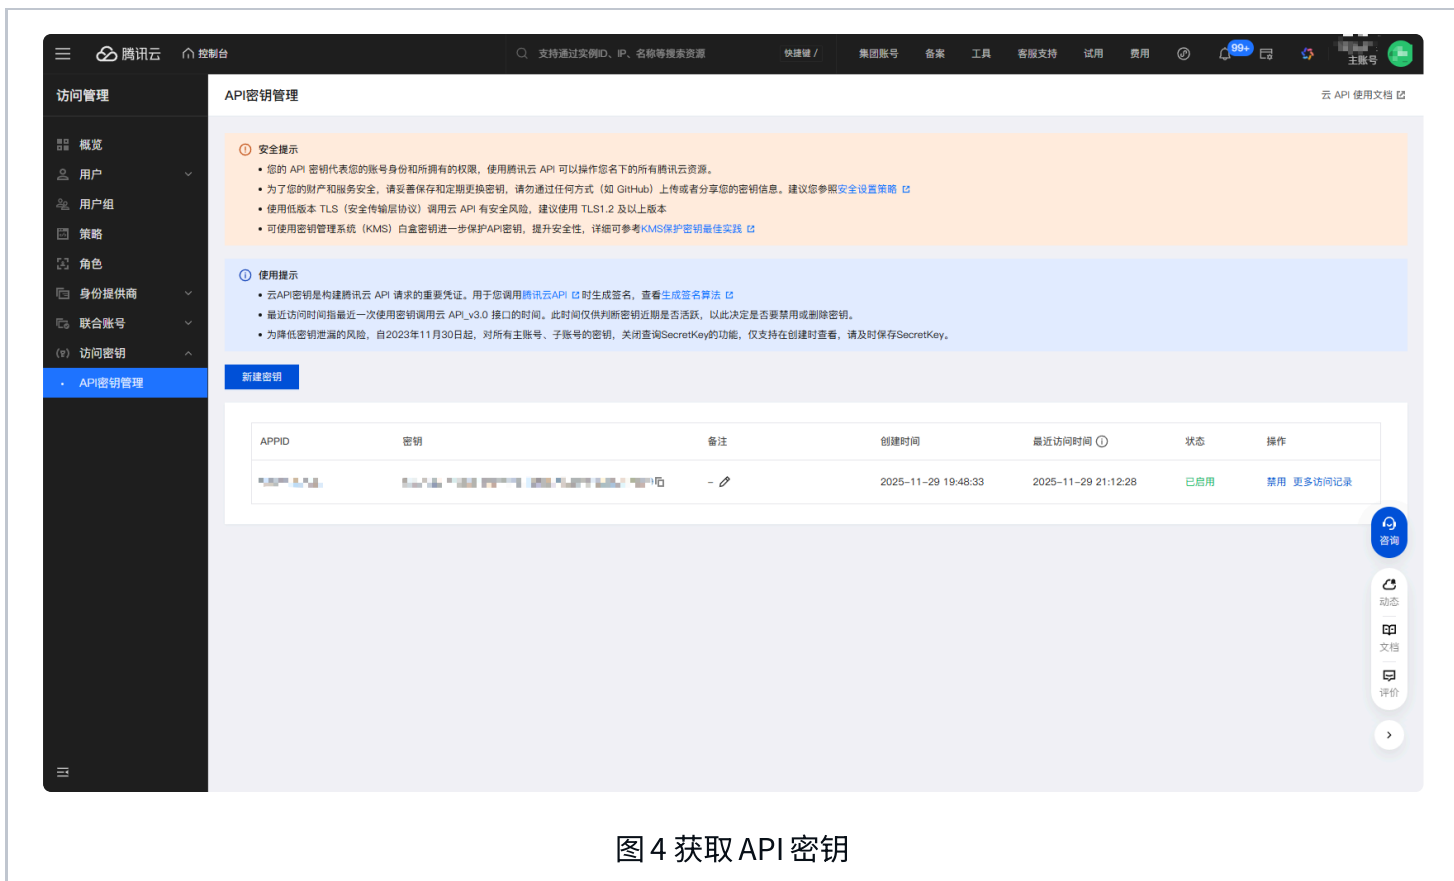 腾讯云 控制台 支持通过实例ID、IP、名称等搜索资源 快捷键 / 集团账号 备案 工具 客服支持 试用 费用 99+ 主账号
访问管理
API密钥管理
云 API 使用文档
概览
用户
用户组
策略
角色
身份提供商
联合账号
访问密钥
API密钥管理
安全提示
• 您的 API 密钥代表您的账号身份和所拥有的权限，使用腾讯云 API 可以操作您名下的所有腾讯云资源。
• 为了您的财产和服务安全，请妥善保存和定期更换密钥，请勿通过任何方式（如 GitHub）上传或者分享您的密钥信息。建议您参照安全设置策略
• 使用低版本 TLS（安全传输层协议）调用云 API 有安全风险，建议使用 TLS1.2 及以上版本
• 可使用密钥管理系统（KMS）白盒密钥进一步保护API密钥，提升安全性，详细可参考KMS保护密钥最佳实践
使用提示
• 云API密钥是构建腾讯云 API 请求的重要凭证。用于您调用腾讯云API 时生成签名，查看生成签名算法
• 最近访问时间指最近一次使用密钥调用云 API_v3.0 接口的时间。此时间仅供判断密钥近期是否活跃，以此决定是否要禁用或删除密钥。
• 为降低密钥泄漏的风险，自2023年11月30日起，对所有主账号、子账号的密钥，关闭查询SecretKey的功能，仅支持在创建时查看，请及时保存SecretKey。
新建密钥
APPID 密钥 备注 创建时间 最近访问时间 状态 操作
- 2025-11-29 19:48:33 2025-11-29 21:12:28 已启用 禁用 更多访问记录
咨询
动态
文档
评价
图 4 获取 API 密钥